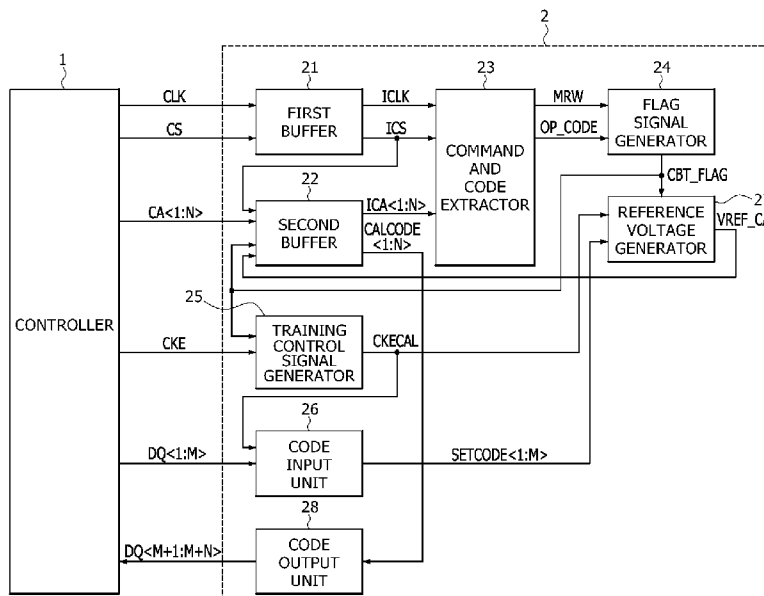 2
1
21
23
24
CLK
FIRST
BUFFER
ICLK
MRW
FLAG
SIGNAL
GENERATOR
CS
ICS
OP_CODE
COMMAND
AND
CODE
EXTRACTOR
22
CBT_FLAG
CA<1:N>
SECOND
BUFFER
ICA<1:N>
CALCODE
<1:N>
REFERENCE
VOLTAGE
GENERATOR
CONTROLLER
25
CKE
TRAINING
CONTROL
SIGNAL
GENERATOR
CKECAL
26
DQ<1:M>
CODE
INPUT
UNIT
SETCODE<1:M>
28
DQ<M+1:M+N>
CODE
OUTPUT
UNIT